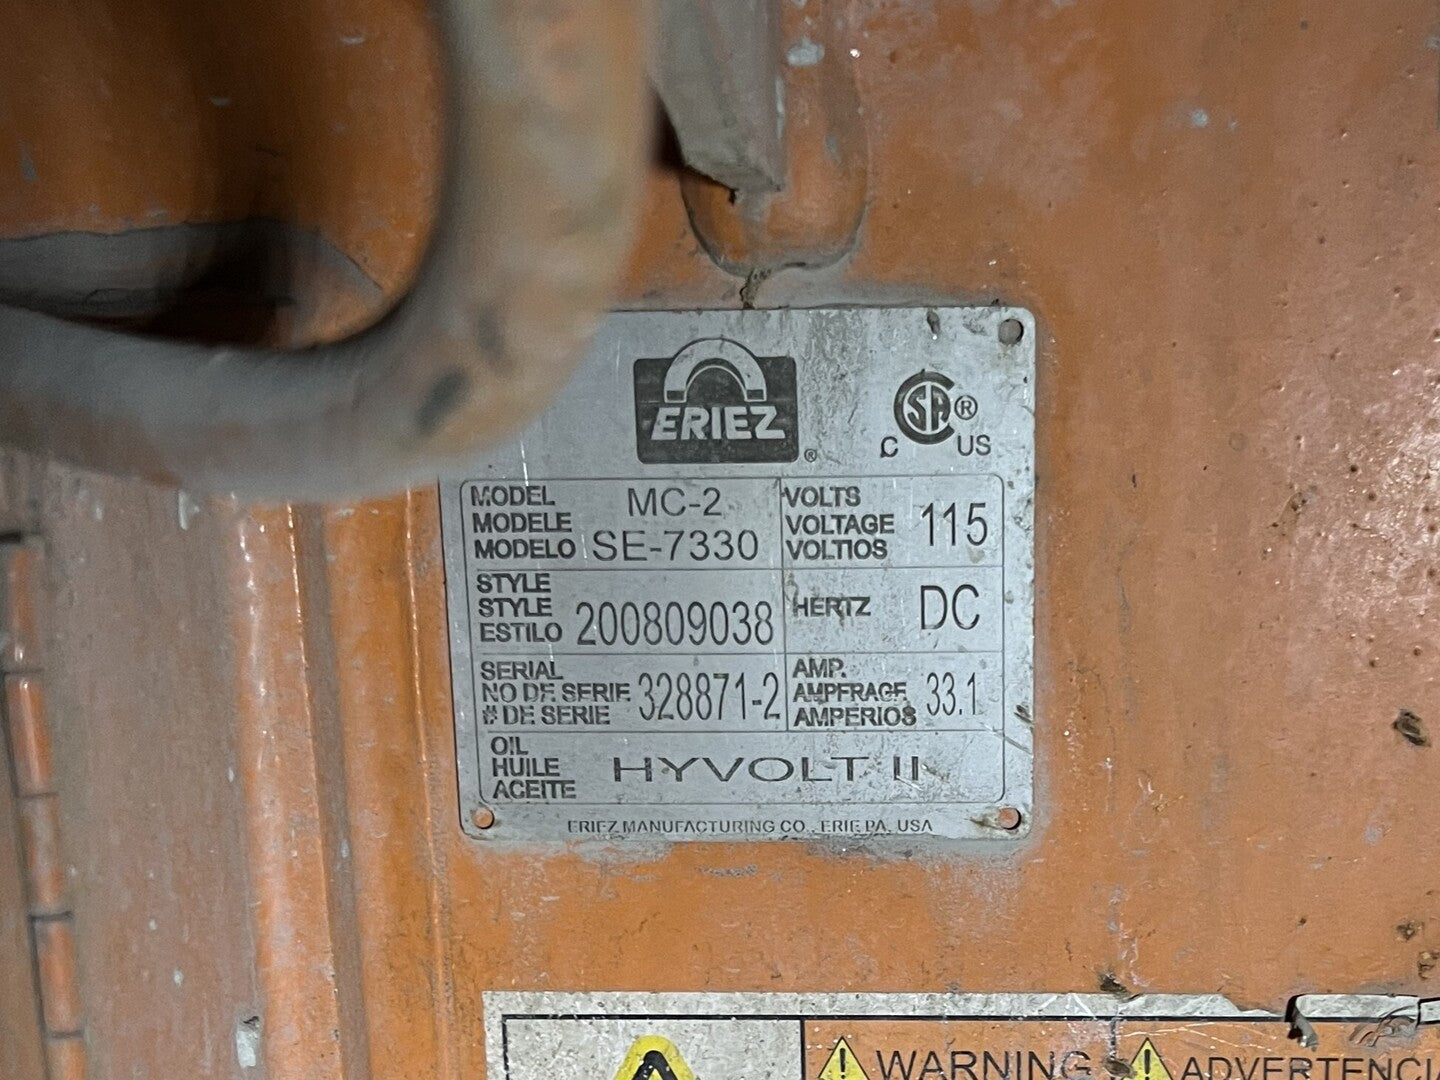 ERIEZ ®
C SA ® US
MODEL MC-2
MODELE
MODELO SE-7330
VOLTS
VOLTAGE 115
VOLTIOS
STYLE
STYLE
ESTILO 200809038
HERTZ DC
SERIAL
NO DE SERIE 328871-2
# DE SERIE
AMP.
AMPERAGE 33.1
AMPERIOS
OIL
HUILE HYVOLT II
ACEITE
ERIEZ MANUFACTURING CO., ERIE PA, USA
WARNING